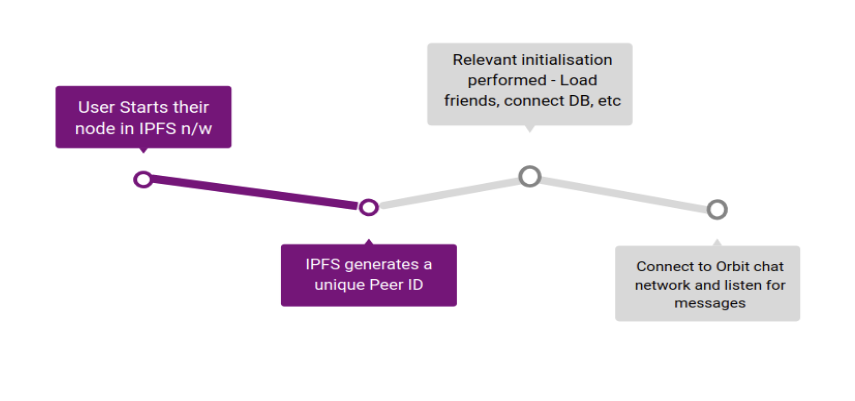 User Starts their
node in IPFS n/w
IPFS generates a
unique Peer ID
Relevant initialisation
performed - Load
friends, connect DB, etc
Connect to Orbit chat
network and listen for
messages